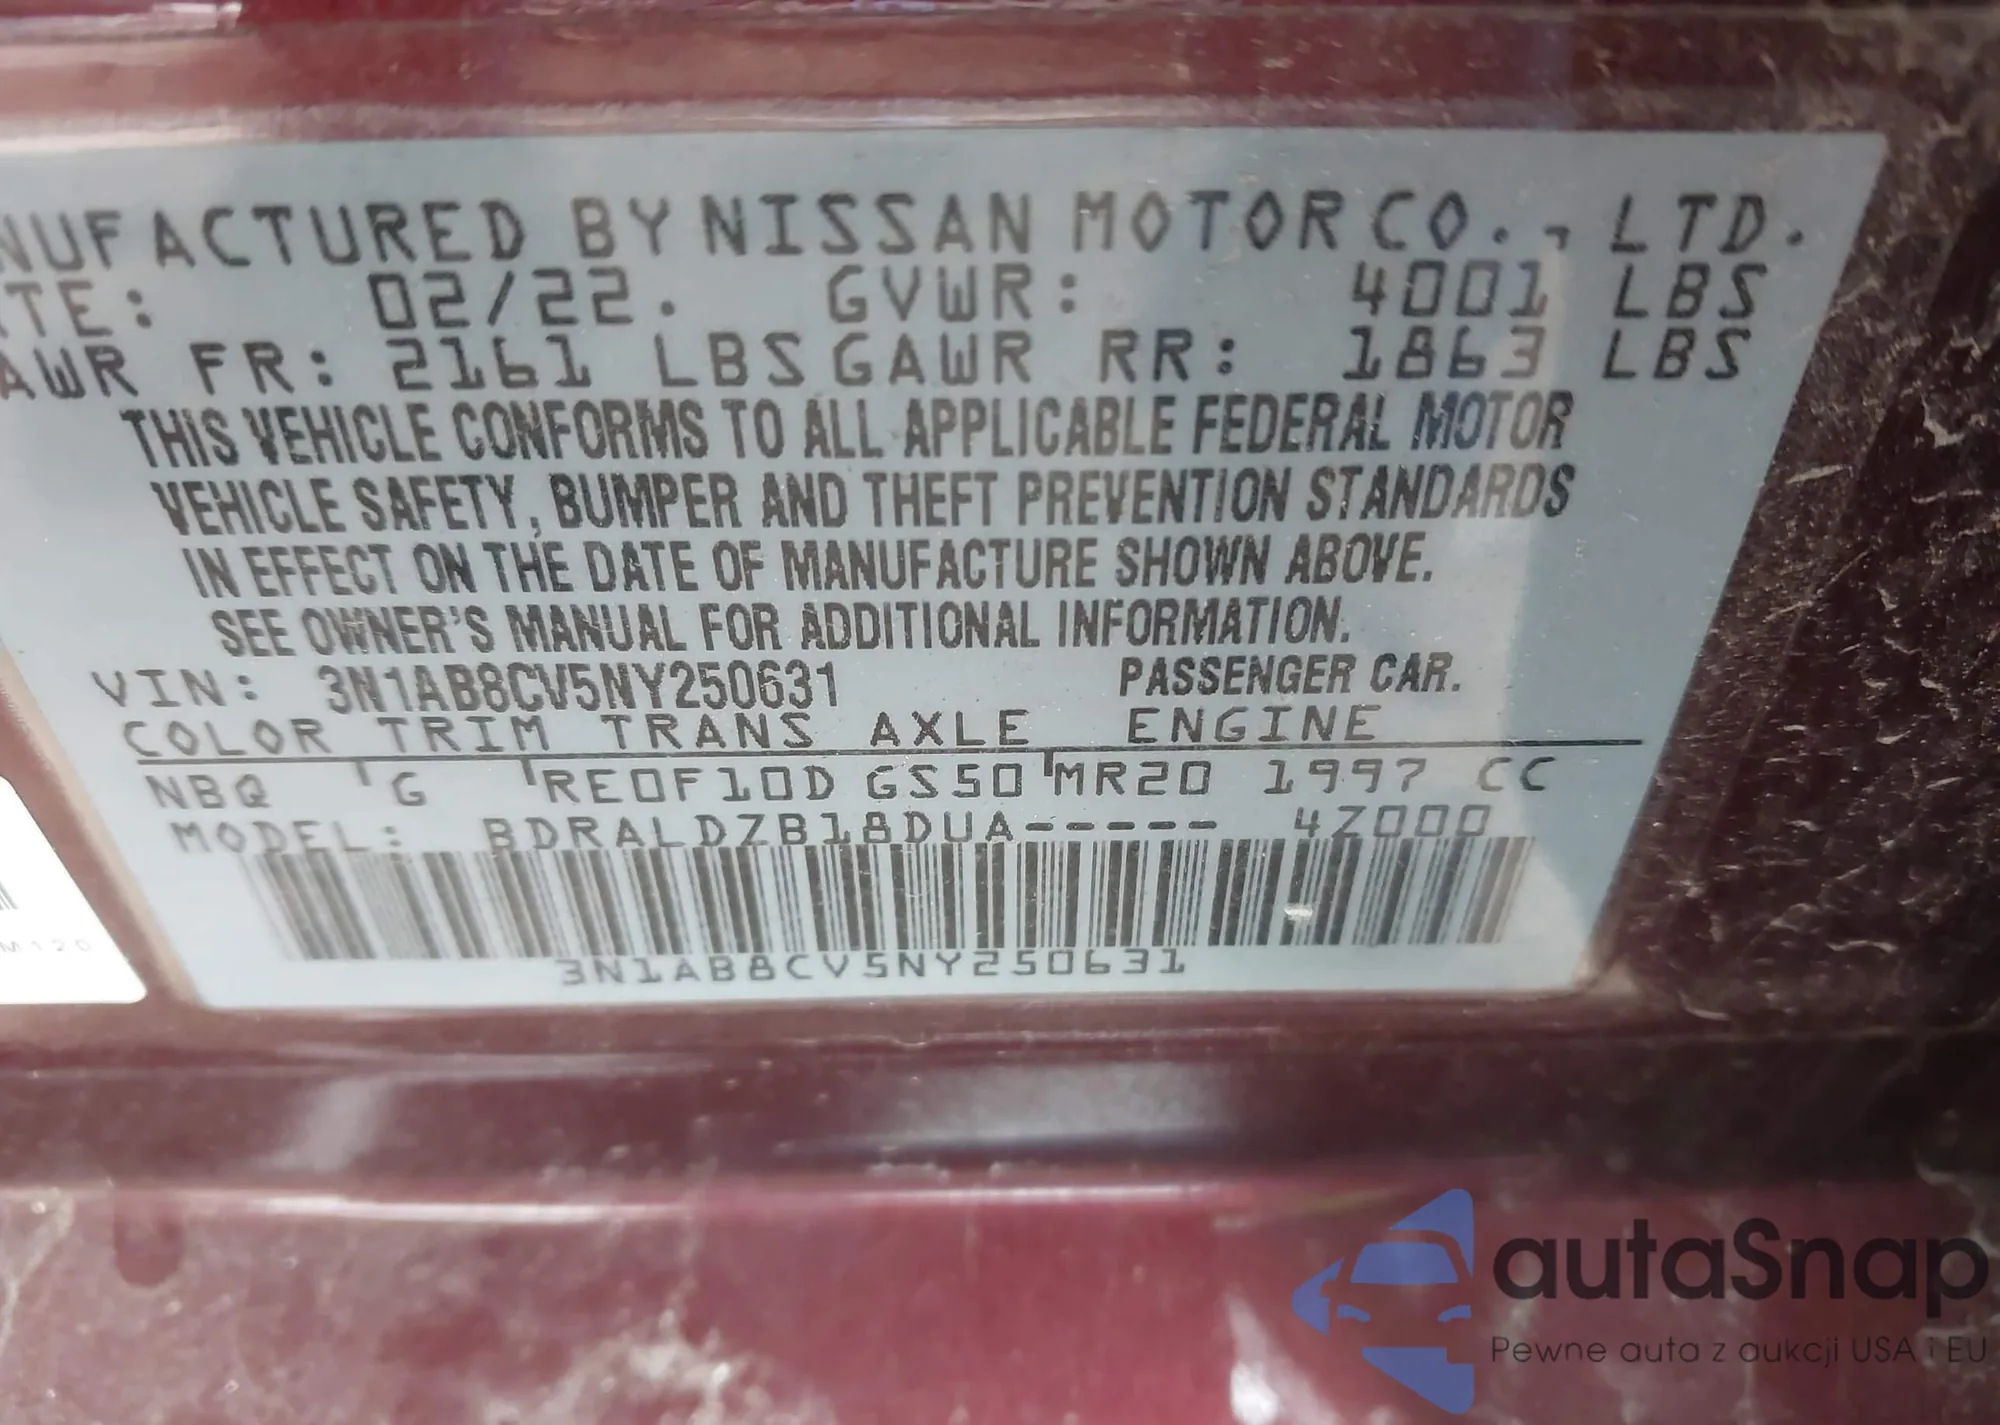 NUFACTURED BY NISSAN MOTOR CO., LTD.
TE: 02/22. GVWR: 4001 LBS
AWR FR: 2161 LBS GAWR RR: 1863 LBS
THIS VEHICLE CONFORMS TO ALL APPLICABLE FEDERAL MOTOR
VEHICLE SAFETY, BUMPER AND THEFT PREVENTION STANDARDS
IN EFFECT ON THE DATE OF MANUFACTURE SHOWN ABOVE.
SEE OWNER'S MANUAL FOR ADDITIONAL INFORMATION.
VIN: 3N1AB8CV5NY250631 PASSENGER CAR.
COLOR TRIM TRANS AXLE ENGINE
NBQ G RE0F10D GS50 MR20 1997 CC
MODEL: BDRALDZB18DUA----- 4Z000
3N1AB8CV5NY250631
M120
autaSnap
Pewne auta z aukcji USA i EU